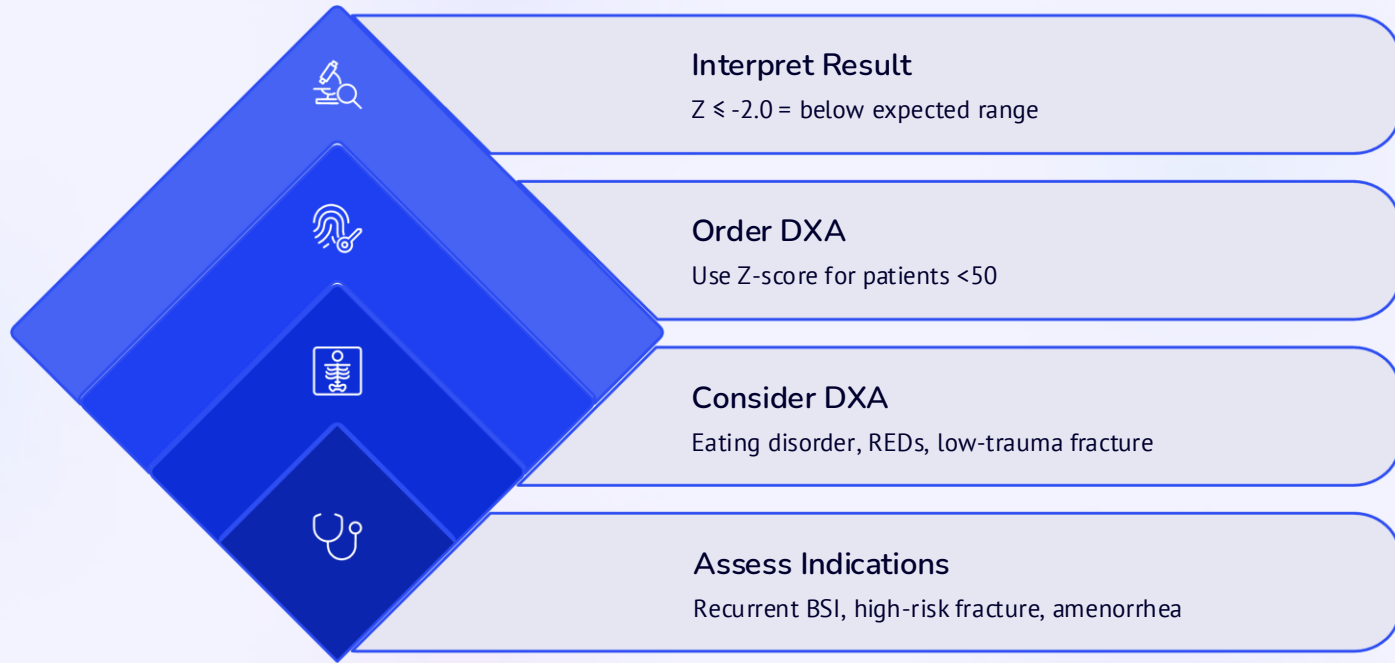 Interpret Result
Z ⩽ -2.0 = below expected range
Order DXA
Use Z-score for patients <50
Consider DXA
Eating disorder, REDs, low-trauma fracture
Assess Indications
Recurrent BSI, high-risk fracture, amenorrhea